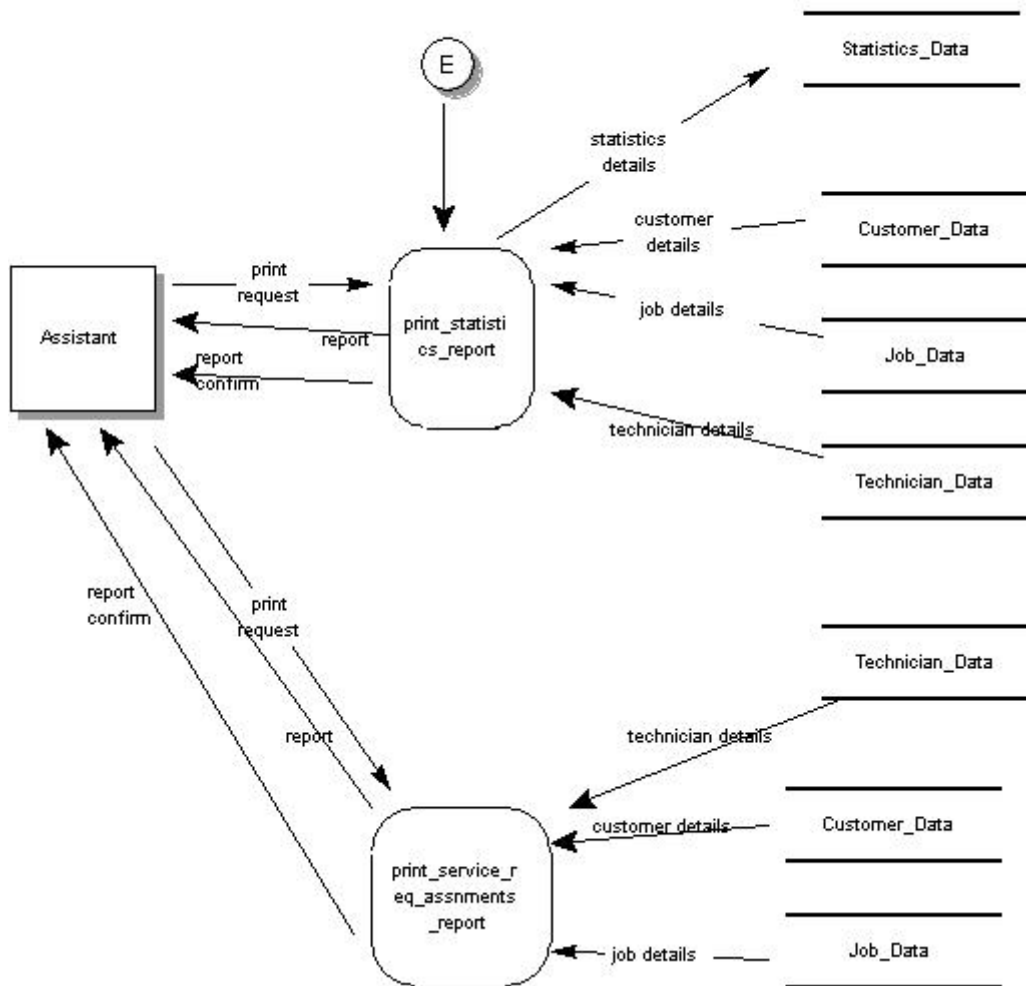 E
Statistics_Data
statistics
details
customer
details
Customer_Data
print
request
job details
Assistant
report
print_statisti
cs_report
Job_Data
report
confirm
technician details
Technician_Data
report
confirm
print
request
Technician_Data
report
technician details
customer details
Customer_Data
print_service_r
eq_assnments
_report
job details
Job_Data